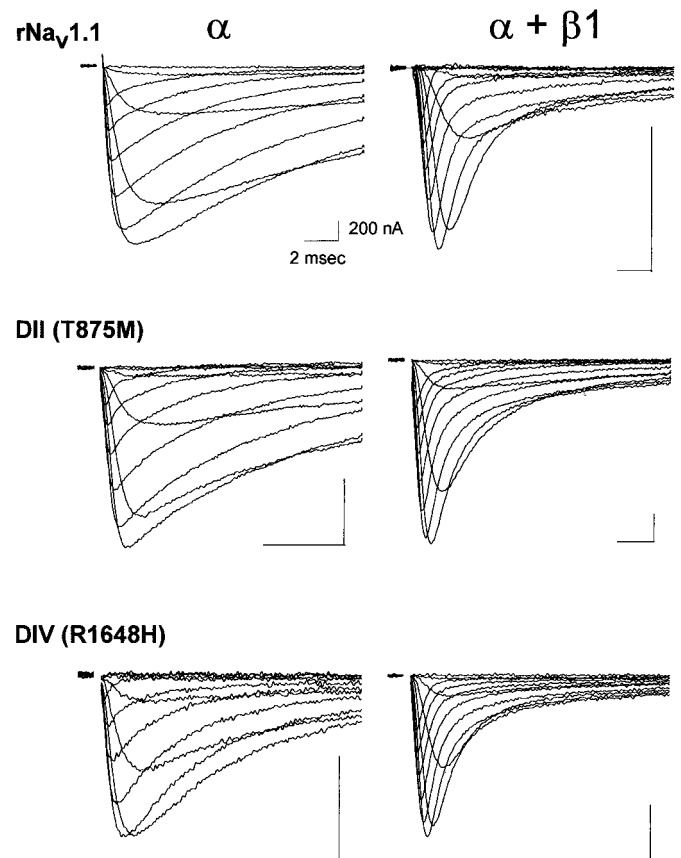 rNav1.1
α
α + β1
200 nA
2 msec
DII (T875M)
DIV (R1648H)